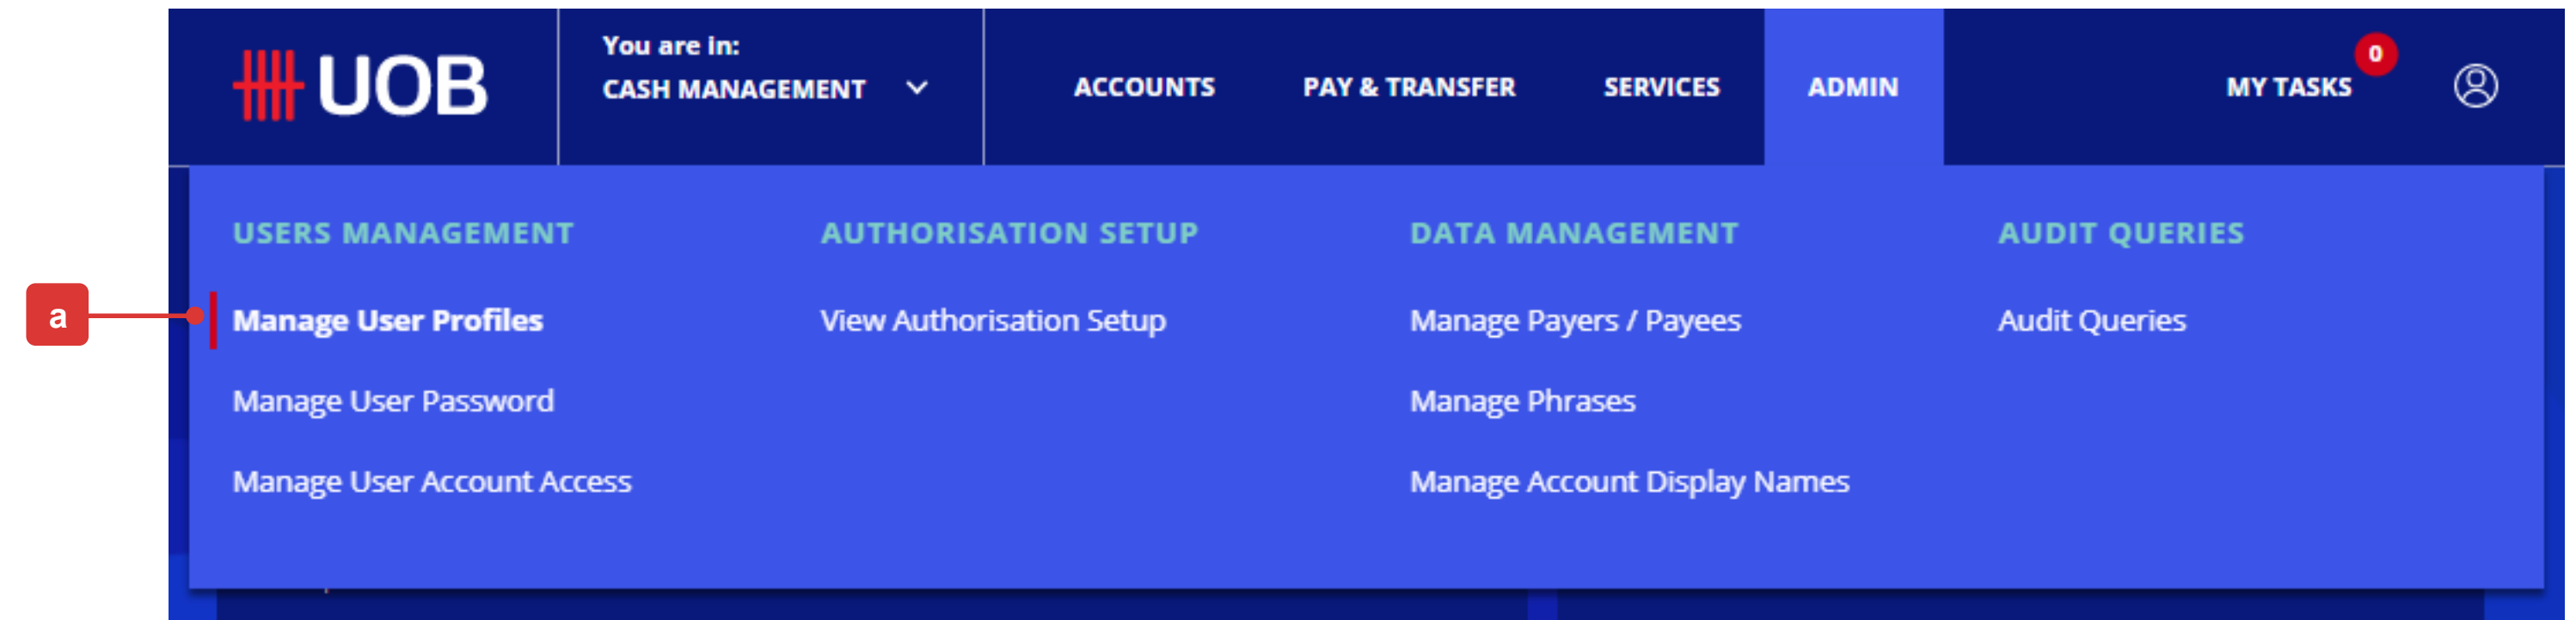 UOB
You are in:
CASH MANAGEMENT
ACCOUNTS
PAY & TRANSFER
SERVICES
ADMIN
MY TASKS
0
USERS MANAGEMENT
Manage User Profiles
Manage User Password
Manage User Account Access
AUTHORISATION SETUP
View Authorisation Setup
DATA MANAGEMENT
Manage Payers / Payees
Manage Phrases
Manage Account Display Names
AUDIT QUERIES
Audit Queries
a